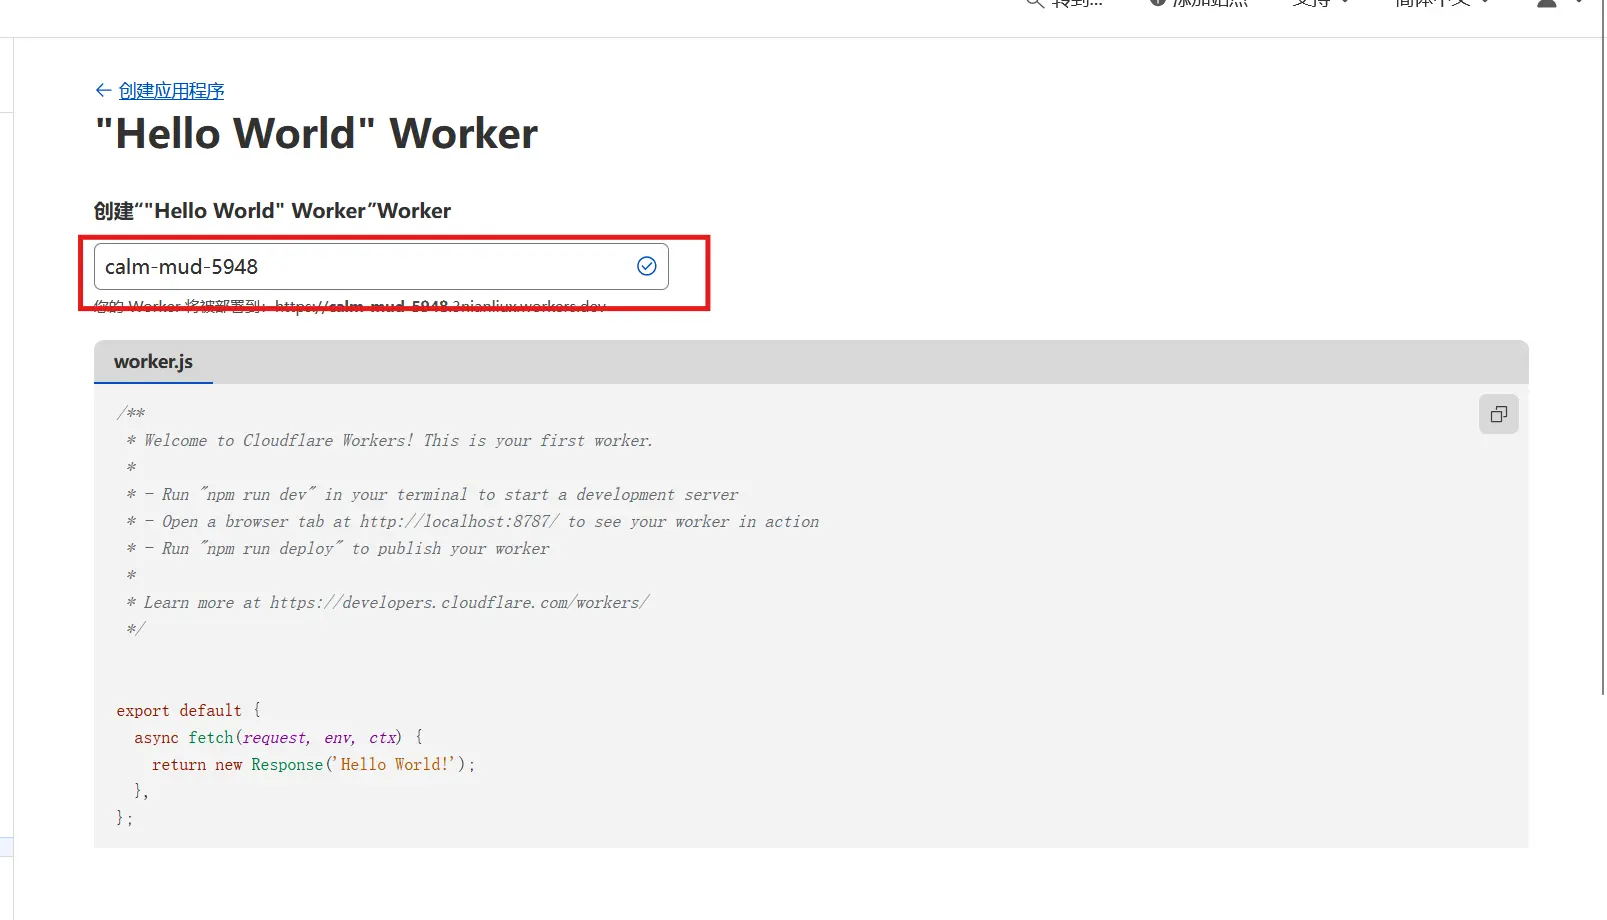 转到...
添加站点
支持
简体中文
← 创建应用程序
"Hello World" Worker
创建“"Hello World" Worker”Worker
calm-mud-5948
您的 Worker 将被部署到：https://calm-mud-5948.3nianliux.workers.dev
worker.js
/**
 * Welcome to Cloudflare Workers! This is your first worker.
 *
 * - Run "npm run dev" in your terminal to start a development server
 * - Open a browser tab at http://localhost:8787/ to see your worker in action
 * - Run "npm run deploy" to publish your worker
 *
 * Learn more at https://developers.cloudflare.com/workers/
 */
export default {
  async fetch(request, env, ctx) {
    return new Response('Hello World!');
  },
};